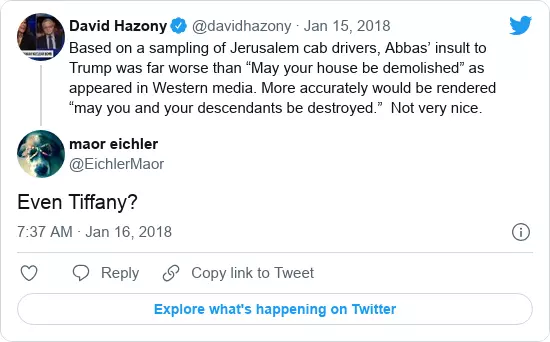 David Hazony @davidhazony · Jan 15, 2018
Based on a sampling of Jerusalem cab drivers, Abbas’ insult to
Trump was far worse than “May your house be demolished” as
appeared in Western media. More accurately would be rendered
“may you and your descendants be destroyed.”  Not very nice.
maor eichler
@EichlerMaor
Even Tiffany?
7:37 AM · Jan 16, 2018
Reply Copy link to Tweet
Explore what's happening on Twitter